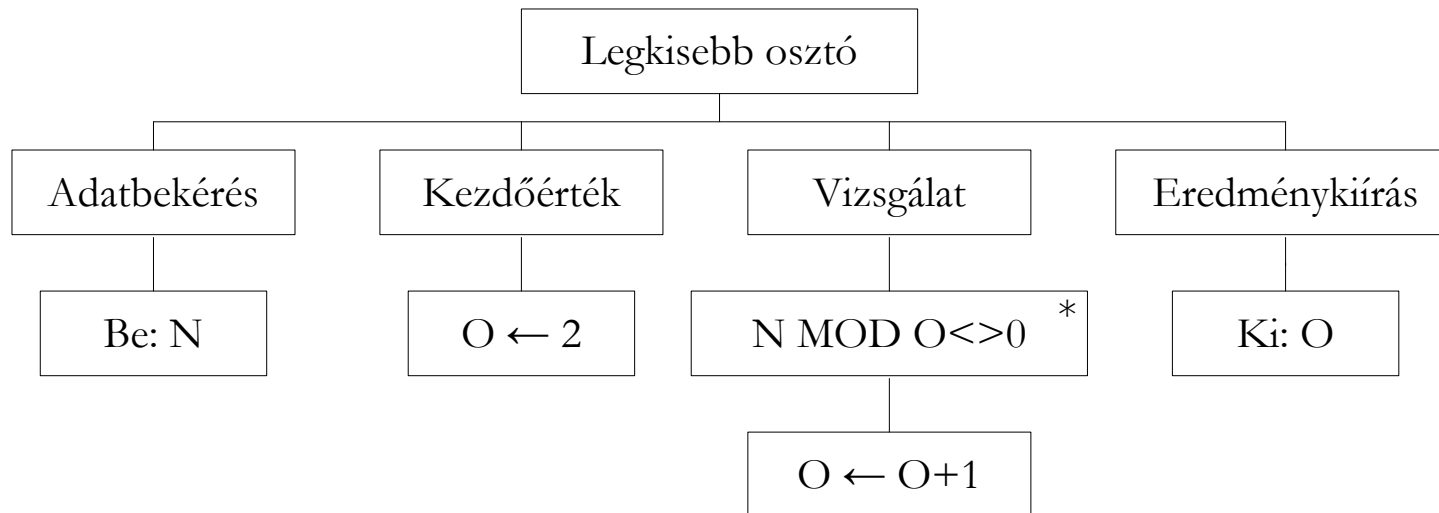 Legkisebb osztó
Adatbekérés
Kezdőérték
Vizsgálat
Eredménykiírás
Be: N
O ← 2
N MOD O<>0 *
Ki: O
O ← O+1